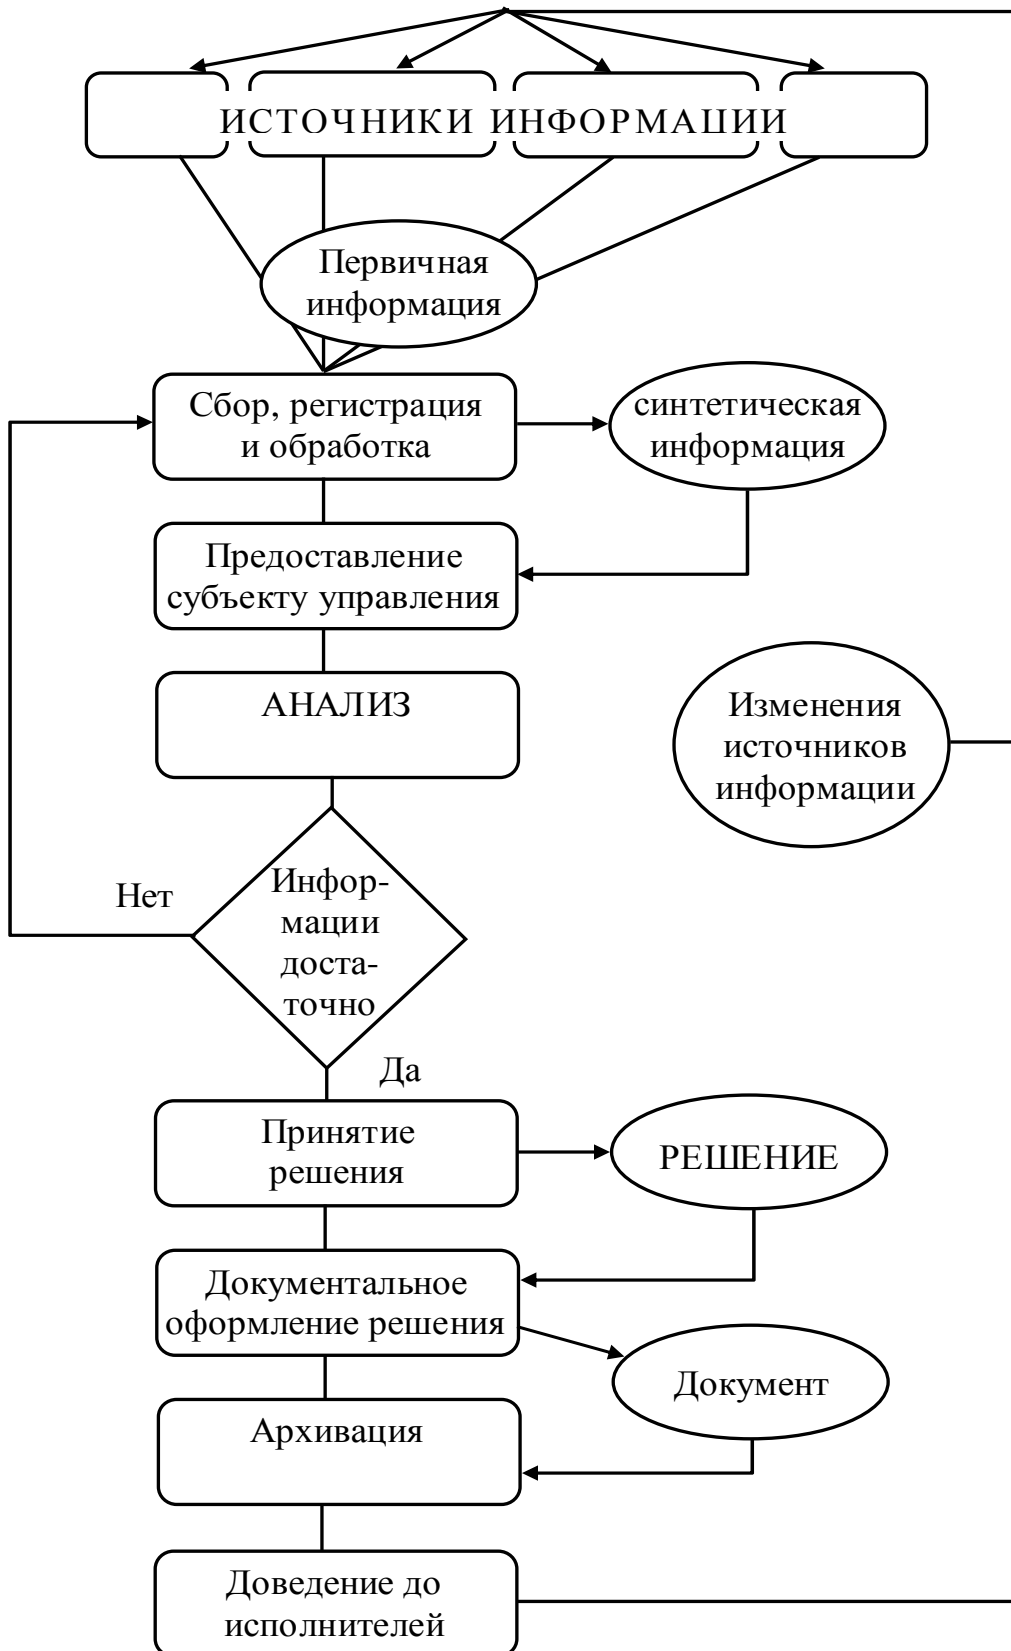 ИСТОЧНИКИ ИНФОРМАЦИИ
Первичная
информация
Сбор, регистрация
и обработка
синтетическая
информация
Предоставление
субъекту управления
АНАЛИЗ
Изменения
источников
информации
Нет
Инфор-
мации
доста-
точно
Да
Принятие
решения
РЕШЕНИЕ
Документальное
оформление решения
Документ
Архивация
Доведение до
исполнителей